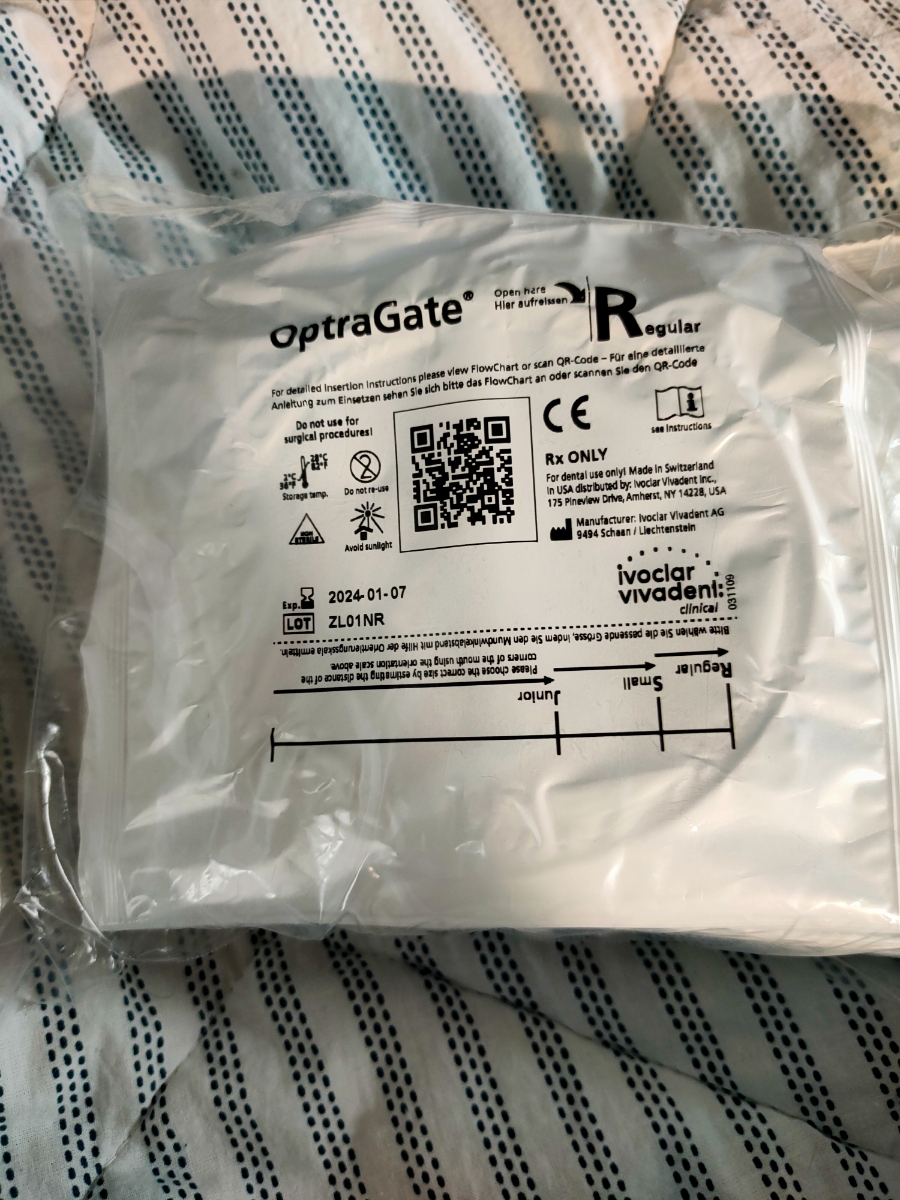 OptraGate®
Open here
Hier aufreissen
Regular
For detailed insertion instructions please view FlowChart or scan QR-Code – Für eine detaillierte
Anleitung zum Einsetzen sehen Sie sich bitte das FlowChart an oder scannen Sie den QR-Code
Do not use for
surgical procedures!
28°C
2°C
36°F
Storage temp.
2
Do not re-use
NON
STERILE
Avoid sunlight
CE
i
see instructions
Rx ONLY
For dental use only! Made in Switzerland
in USA distributed by: Ivoclar Vivadent Inc.,
175 Pineview Drive, Amherst, NY 14228, USA
Manufacturer: Ivoclar Vivadent AG
9494 Schaan / Liechtenstein
Exp. 2024-01-07
LOT ZL01NR
ivoclar
vivadent:
clinical
031109
Bitte wählen Sie die passende Grösse, indem Sie den Mundwinkelabstand mit Hilfe der Orientierungsskala ermitteln.
Please choose the correct size by estimating the distance of the
corners of the mouth using the orientation scale above.
Regular
Small
Junior